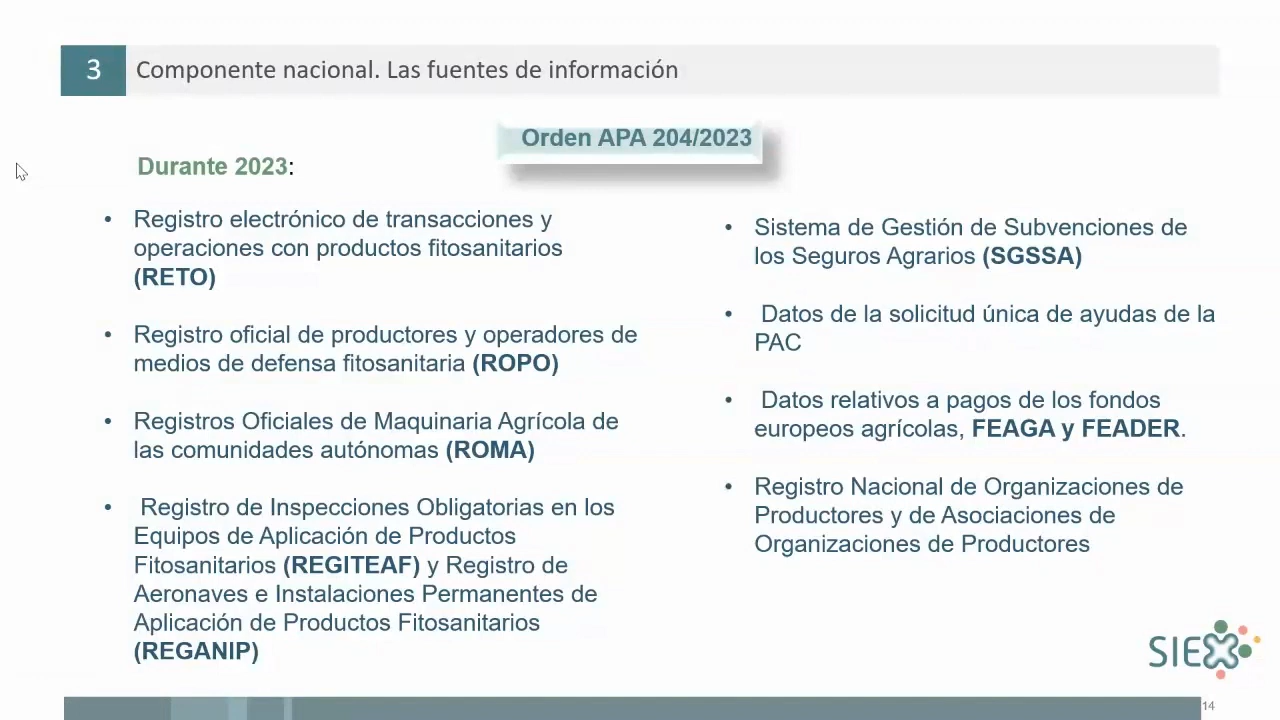 3
Componente nacional. Las fuentes de información
Orden APA 204/2023
Durante 2023:
• Registro electrónico de transacciones y
operaciones con productos fitosanitarios
(RETO)
• Registro oficial de productores y operadores de
medios de defensa fitosanitaria (ROPO)
• Registros Oficiales de Maquinaria Agrícola de
las comunidades autónomas (ROMA)
• Registro de Inspecciones Obligatorias en los
Equipos de Aplicación de Productos
Fitosanitarios (REGITEAF) y Registro de
Aeronaves e Instalaciones Permanentes de
Aplicación de Productos Fitosanitarios
(REGANIP)
• Sistema de Gestión de Subvenciones de
los Seguros Agrarios (SGSSA)
• Datos de la solicitud única de ayudas de la
PAC
• Datos relativos a pagos de los fondos
europeos agrícolas, FEAGA y FEADER.
• Registro Nacional de Organizaciones de
Productores y de Asociaciones de
Organizaciones de Productores
SIEX
14